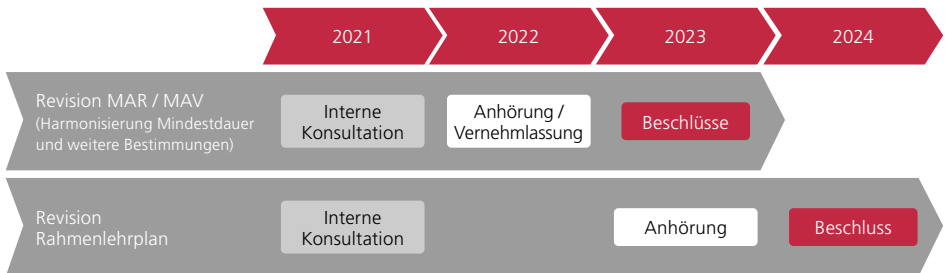 2021 2022 2023 2024
Revision MAR / MAV
(Harmonisierung Mindestdauer
und weitere Bestimmungen)
Interne
Konsultation
Anhörung /
Vernehmlassung
Beschlüsse
Revision
Rahmenlehrplan
Interne
Konsultation
Anhörung
Beschluss